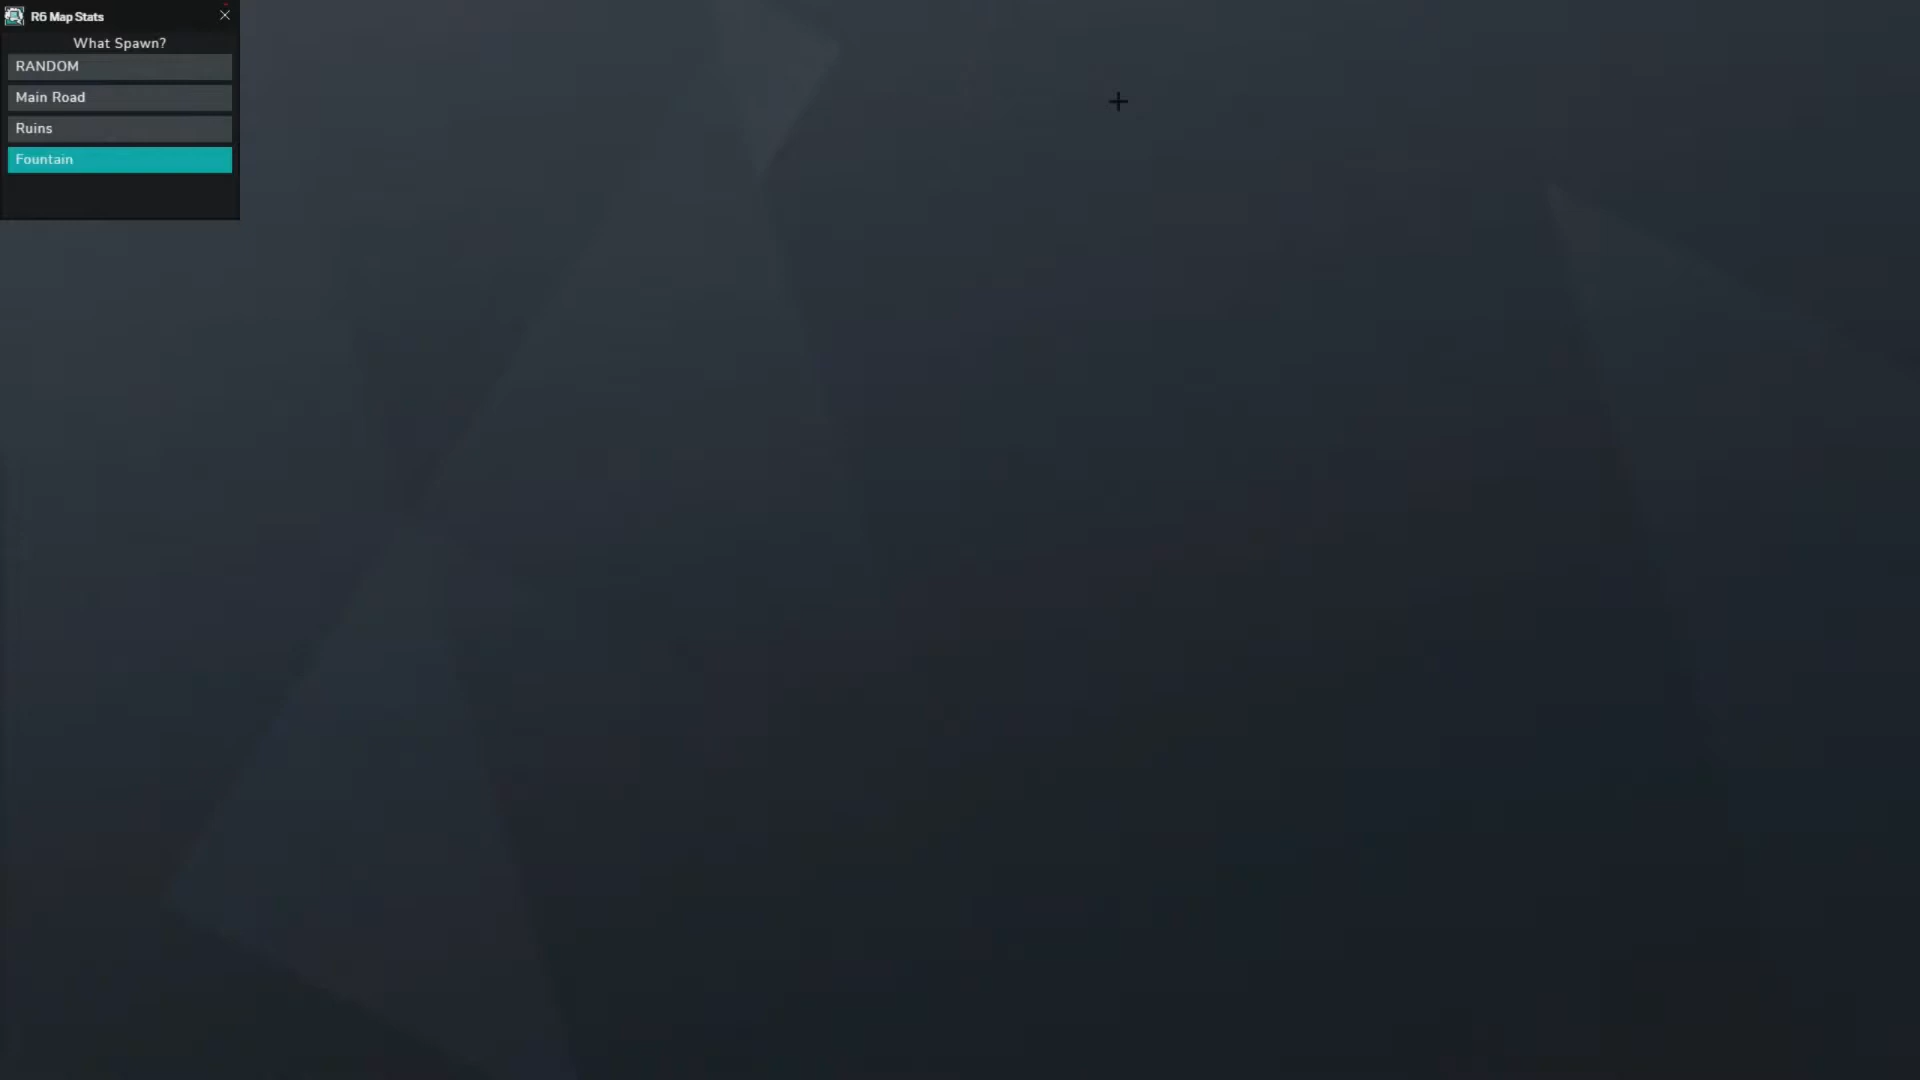 R6 Map Stats
What Spawn?
RANDOM
Main Road
Ruins
Fountain